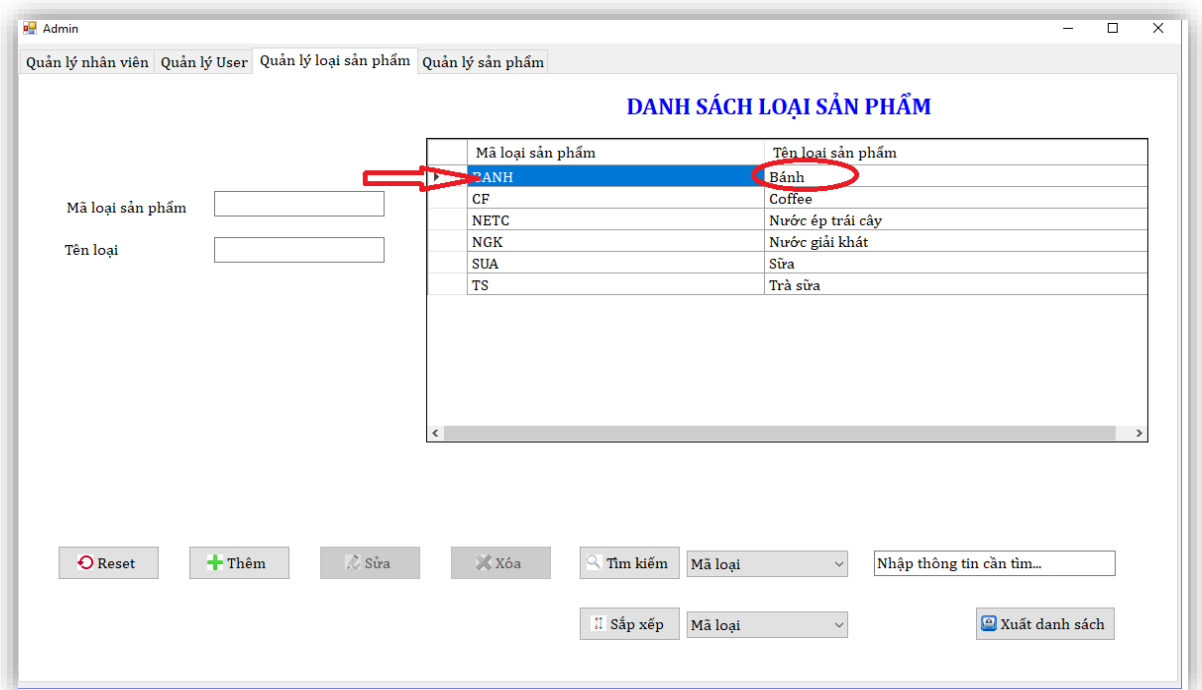 Admin
Quản lý nhân viên Quản lý User Quản lý loại sản phẩm Quản lý sản phẩm
DANH SÁCH LOẠI SẢN PHẨM
Mã loại sản phẩm Tên loại sản phẩm
BANH Bánh
CF Coffee
NETC Nước ép trái cây
NGK Nước giải khát
SUA Sữa
TS Trà sữa
Mã loại sản phẩm
Tên loại
Reset Thêm Sửa Xóa Tìm kiếm Mã loại Nhập thông tin cần tìm...
Sắp xếp Mã loại Xuất danh sách